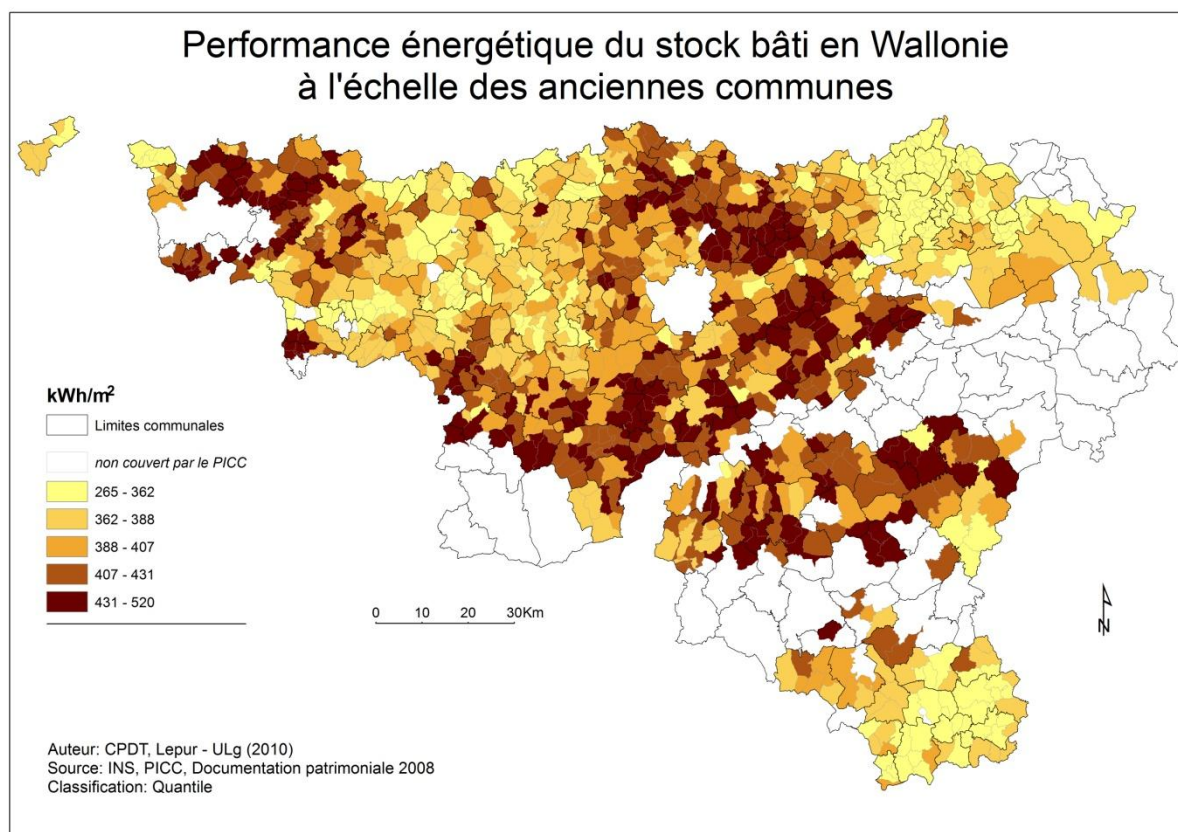 Performance énergétique du stock bâti en Wallonie
à l'échelle des anciennes communes
kWh/m²
Limites communales
non couvert par le PICC
265 - 362
362 - 388
388 - 407
407 - 431
431 - 520
0 10 20 30Km
N
Auteur: CPDT, Lepur - ULg (2010)
Source: INS, PICC, Documentation patrimoniale 2008
Classification: Quantile